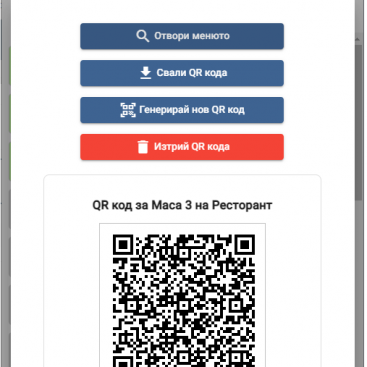 Отвори менюто
Свали QR кода
Генерирай нов QR код
Изтрий QR кода
QR код за Маса 3 на Ресторант